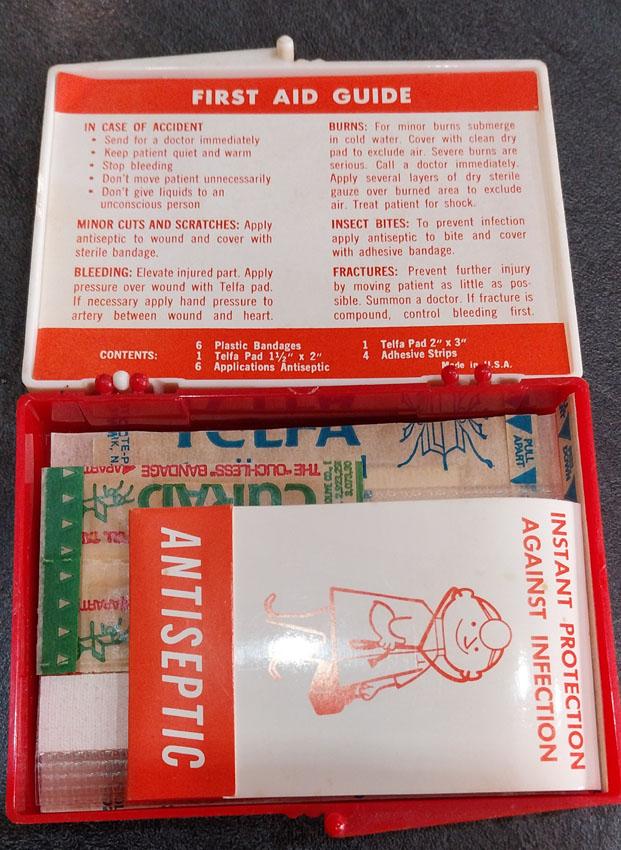 FIRST AID GUIDE
IN CASE OF ACCIDENT
• Send for a doctor immediately
• Keep patient quiet and warm
• Stop bleeding
• Don't move patient unnecessarily
• Don't give liquids to an
unconscious person
MINOR CUTS AND SCRATCHES: Apply
antiseptic to wound and cover with
sterile bandage.
BLEEDING: Elevate injured part. Apply
pressure over wound with Telfa pad.
If necessary apply hand pressure to
artery between wound and heart.
BURNS: For minor burns submerge
in cold water. Cover with clean dry
pad to exclude air. Severe burns are
serious. Call a doctor immediately.
Apply several layers of dry sterile
gauze over burned area to exclude
air. Treat patient for shock.
INSECT BITES: To prevent infection
apply antiseptic to bite and cover
with adhesive bandage.
FRACTURES: Prevent further injury
by moving patient as little as pos-
sible. Summon a doctor. If fracture is
compound, control bleeding first.
CONTENTS:
6 Plastic Bandages
1 Telfa Pad 1½" x 2"
6 Applications Antiseptic
1 Telfa Pad 2" x 3"
4 Adhesive Strips
Made in U.S.A.
TELFA
PULL
APART
THE "OUCHLESS" BANDAGE
CURAD
ANTISEPTIC
INSTANT PROTECTION
AGAINST INFECTION